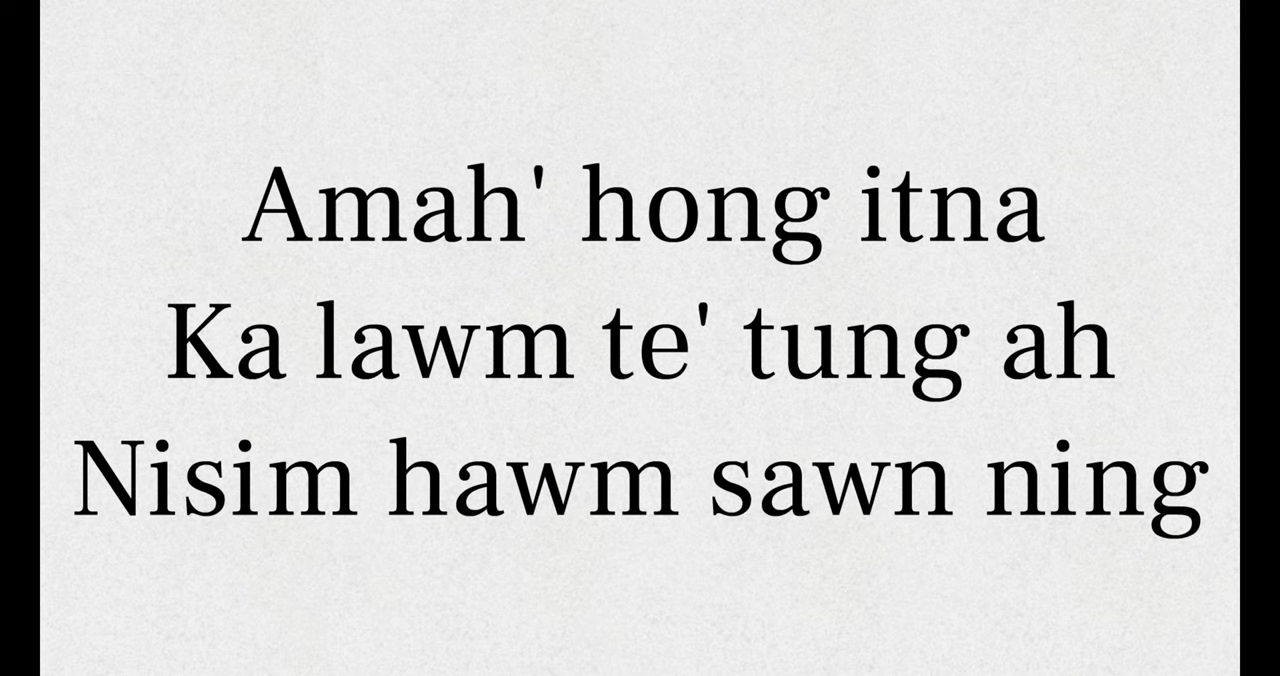 Amah' hong itna
Ka lawm te' tung ah
Nisim hawm sawn ning